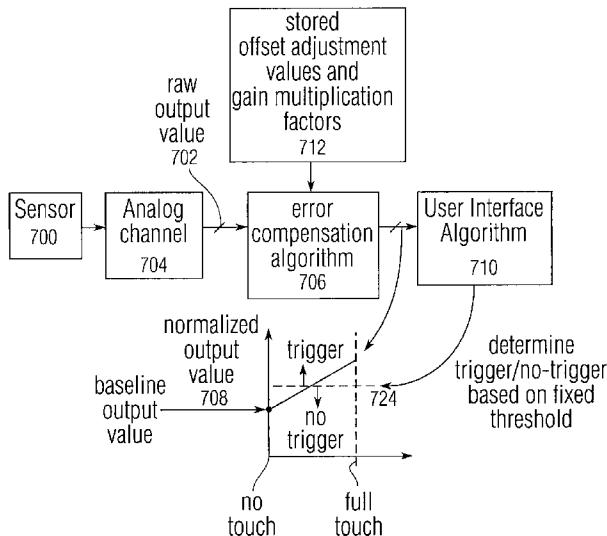 stored
offset adjustment
values and
gain multiplication
factors
712
raw
output
value
702
Sensor
700
Analog
channel
704
error
compensation
algorithm
706
User Interface
Algorithm
710
normalized
output
value
708
trigger
no
trigger
724
baseline
output
value
determine
trigger/no-trigger
based on fixed
threshold
no
touch
full
touch